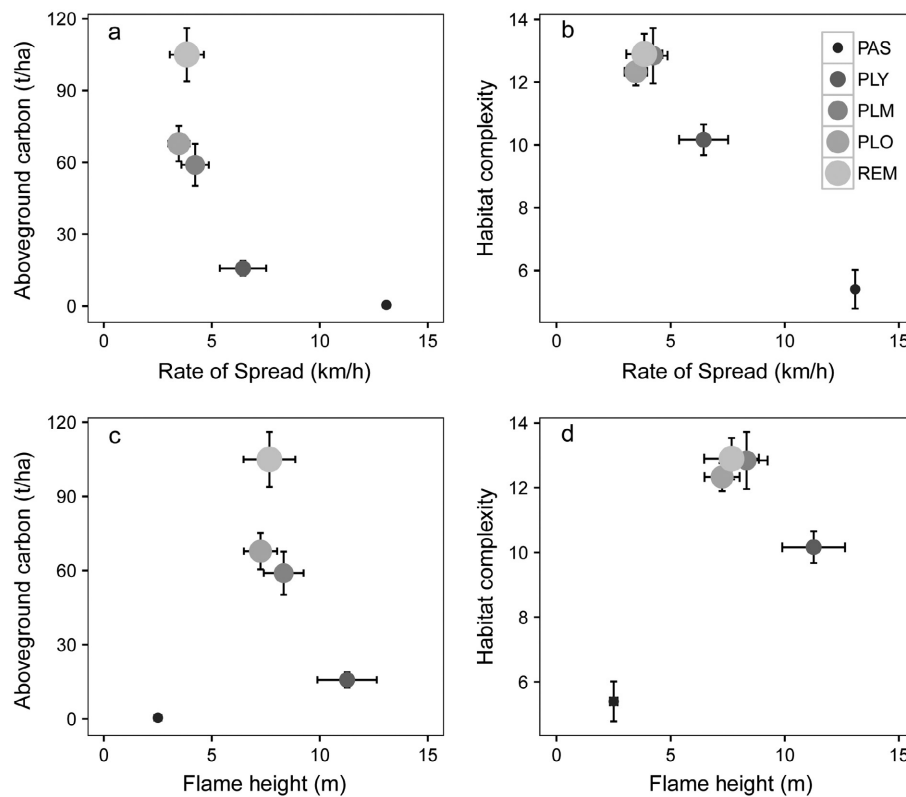 a
120
90
60
30
0
Aboveground carbon (t/ha)
0 5 10 15
Rate of Spread (km/h)
b
14
12
10
8
6
Habitat complexity
0 5 10 15
Rate of Spread (km/h)
PAS
PLY
PLM
PLO
REM
c
120
90
60
30
0
Aboveground carbon (t/ha)
0 5 10 15
Flame height (m)
d
14
12
10
8
6
Habitat complexity
0 5 10 15
Flame height (m)